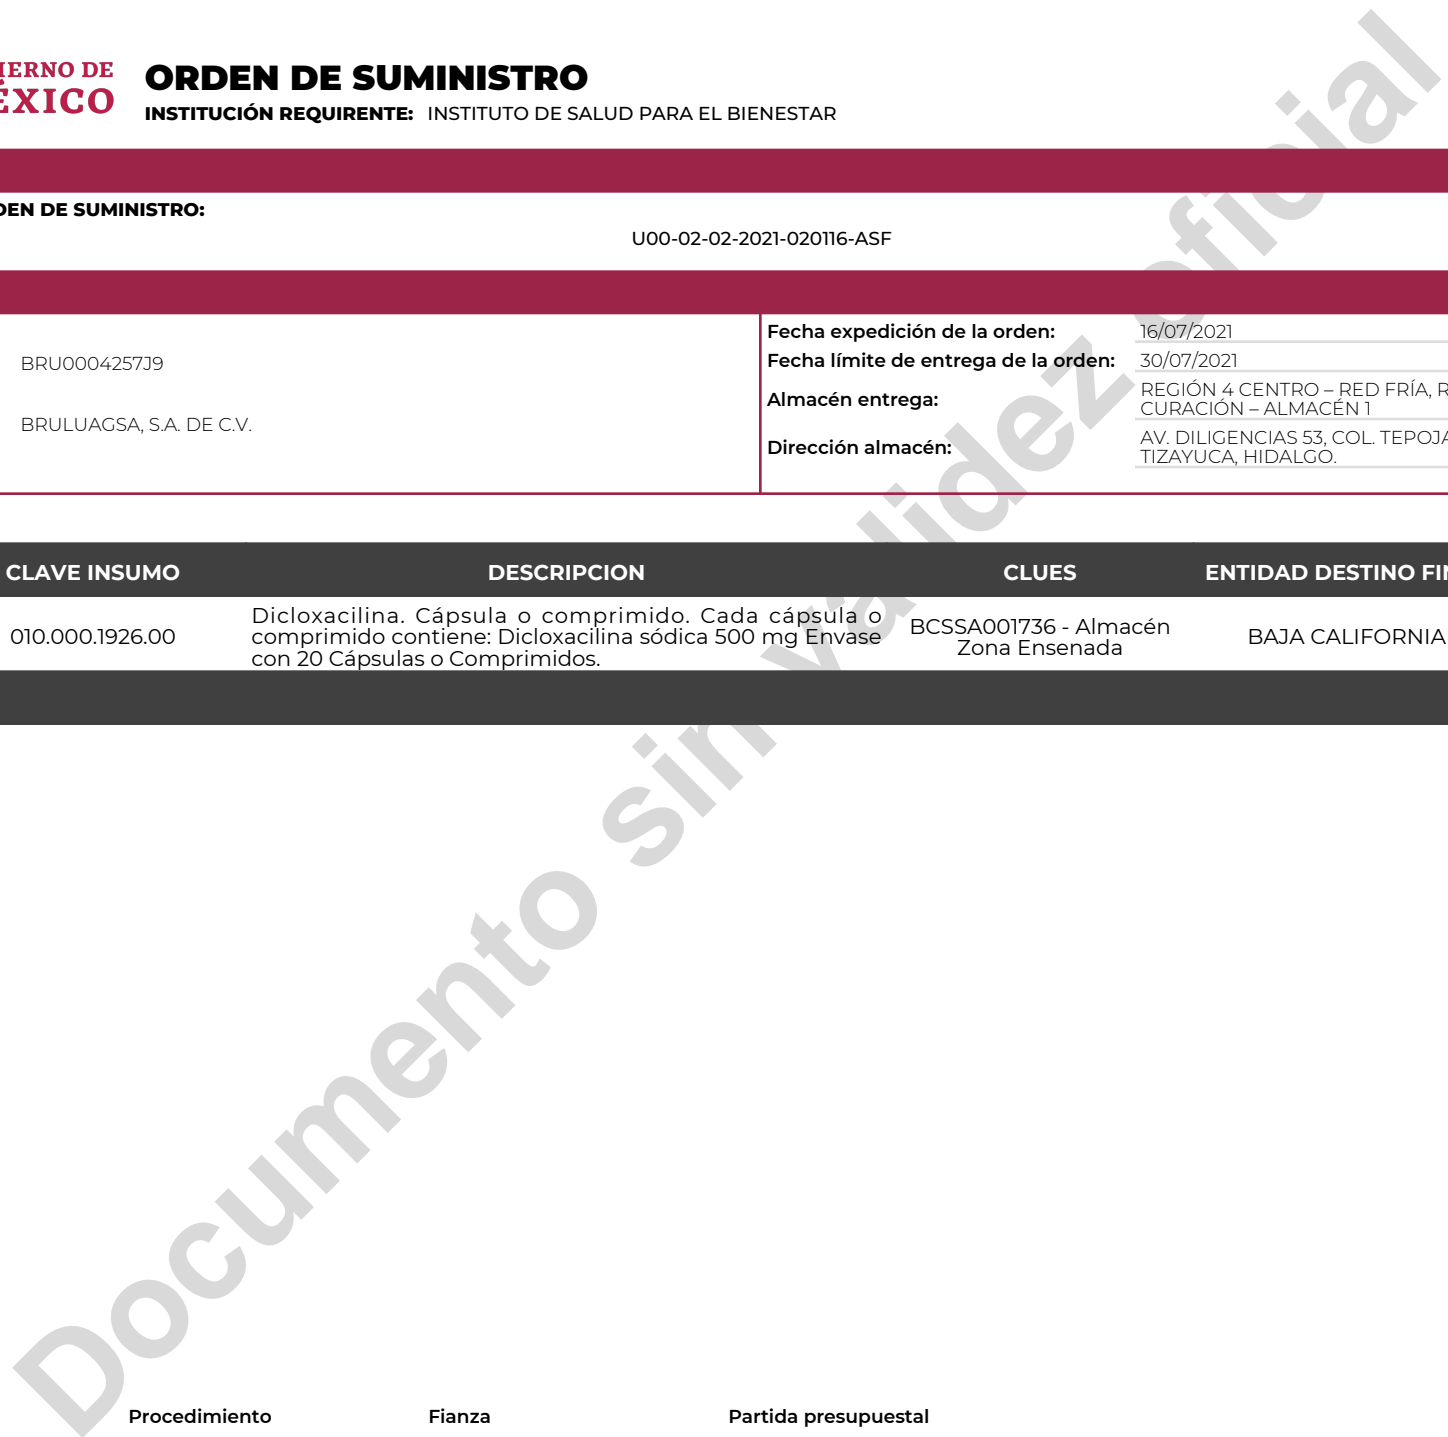 IERNO DE
ÉXICO
ORDEN DE SUMINISTRO
INSTITUCIÓN REQUIRENTE: INSTITUTO DE SALUD PARA EL BIENESTAR
DEN DE SUMINISTRO:
U00-02-02-2021-020116-ASF
BRU0004257J9
BRULUAGSA, S.A. DE C.V.
Fecha expedición de la orden: 16/07/2021
Fecha límite de entrega de la orden: 30/07/2021
Almacén entrega: REGIÓN 4 CENTRO – RED FRÍA, R
CURACIÓN – ALMACÉN 1
Dirección almacén: AV. DILIGENCIAS 53, COL. TEPOJA
TIZAYUCA, HIDALGO.
CLAVE INSUMO DESCRIPCION CLUES ENTIDAD DESTINO FIN
010.000.1926.00
Dicloxacilina. Cápsula o comprimido. Cada cápsula o
comprimido contiene: Dicloxacilina sódica 500 mg Envase
con 20 Cápsulas o Comprimidos.
BCSSA001736 - Almacén
Zona Ensenada
BAJA CALIFORNIA
Documento sin validez oficial
Procedimiento Fianza Partida presupuestal